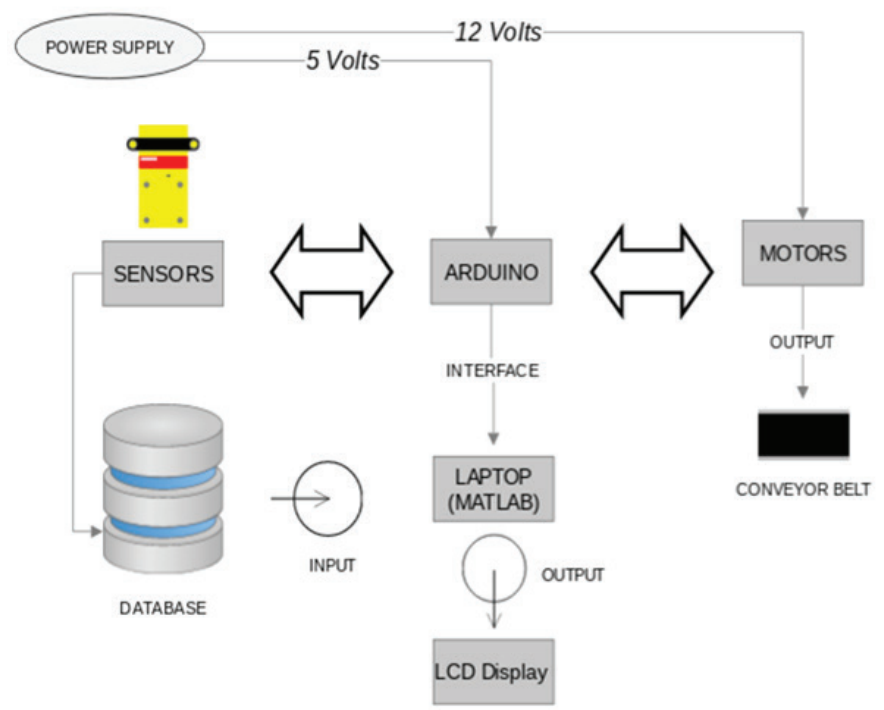 POWER SUPPLY
12 Volts
5 Volts
SENSORS
ARDUINO
MOTORS
INTERFACE
OUTPUT
LAPTOP
(MATLAB)
CONVEYOR BELT
INPUT
OUTPUT
DATABASE
LCD Display